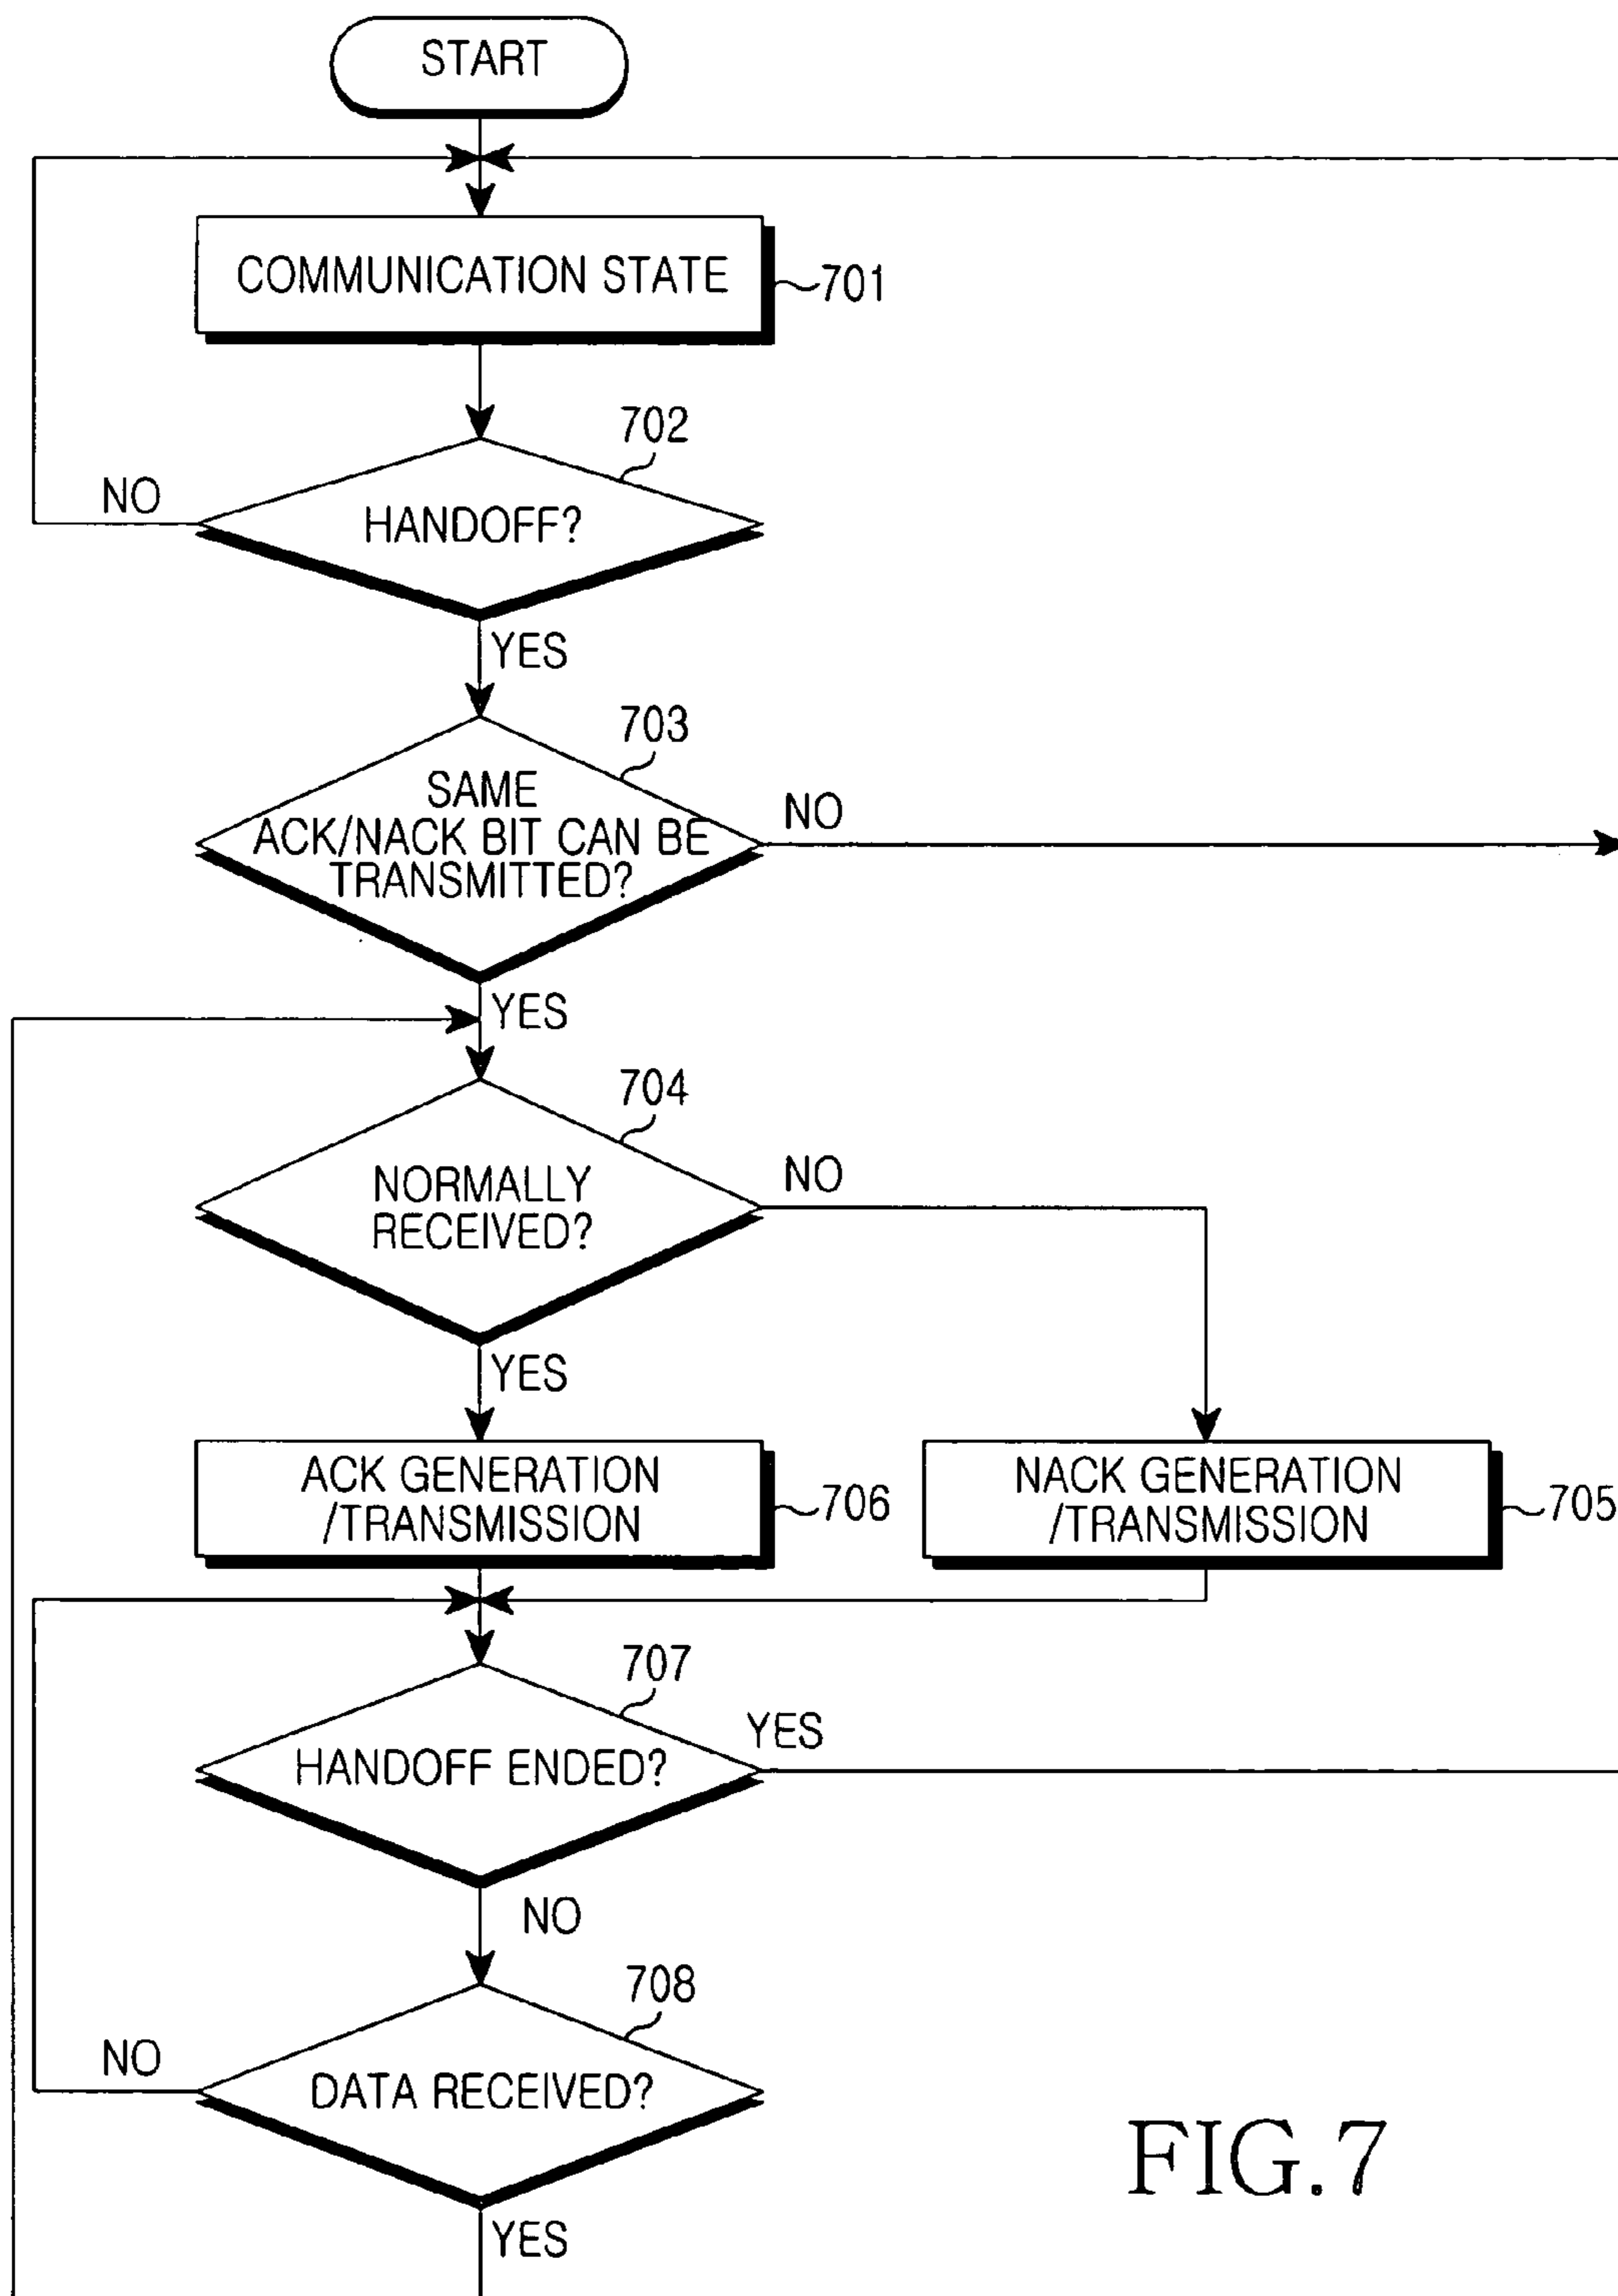 START
COMMUNICATION STATE
701
702
NO
HANDOFF?
YES
703
SAME
ACK/NACK BIT CAN BE
TRANSMITTED?
NO
YES
704
NORMALLY
RECEIVED?
NO
YES
ACK GENERATION
/TRANSMISSION
706
NACK GENERATION
/TRANSMISSION
705
707
YES
HANDOFF ENDED?
NO
708
NO
DATA RECEIVED?
YES
FIG.7